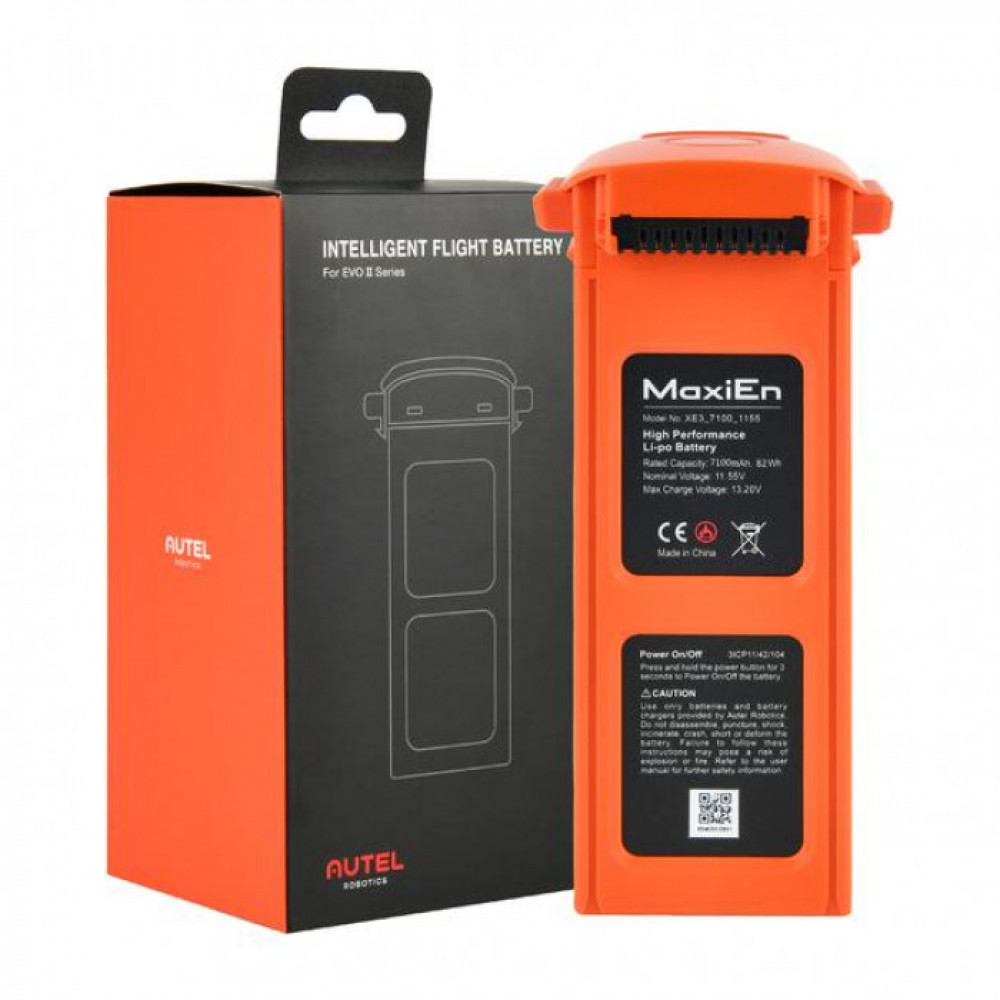 INTELLIGENT FLIGHT BATTERY
For EVO II Series
AUTEL
ROBOTICS
AUTEL
ROBOTICS
MaxiEn
Model No: XE3_7100_1155
High Performance
Li-po Battery
Rated Capacity: 7100mAh, 82Wh
Nominal Voltage: 11.55V
Max Charge Voltage: 13.20V
CE
Made in China
Power On/Off 3ICP11/42/104
Press and hold the power button for 3
seconds to Power On/Off the battery.
CAUTION
Use only batteries and battery
chargers provided by Autel Robotics.
Do not disassemble, puncture, shock,
incinerate, crash, short or deform the
battery. Failure to follow these
instructions may pose a risk of
explosion or fire. Refer to the user
manual for further safety information.